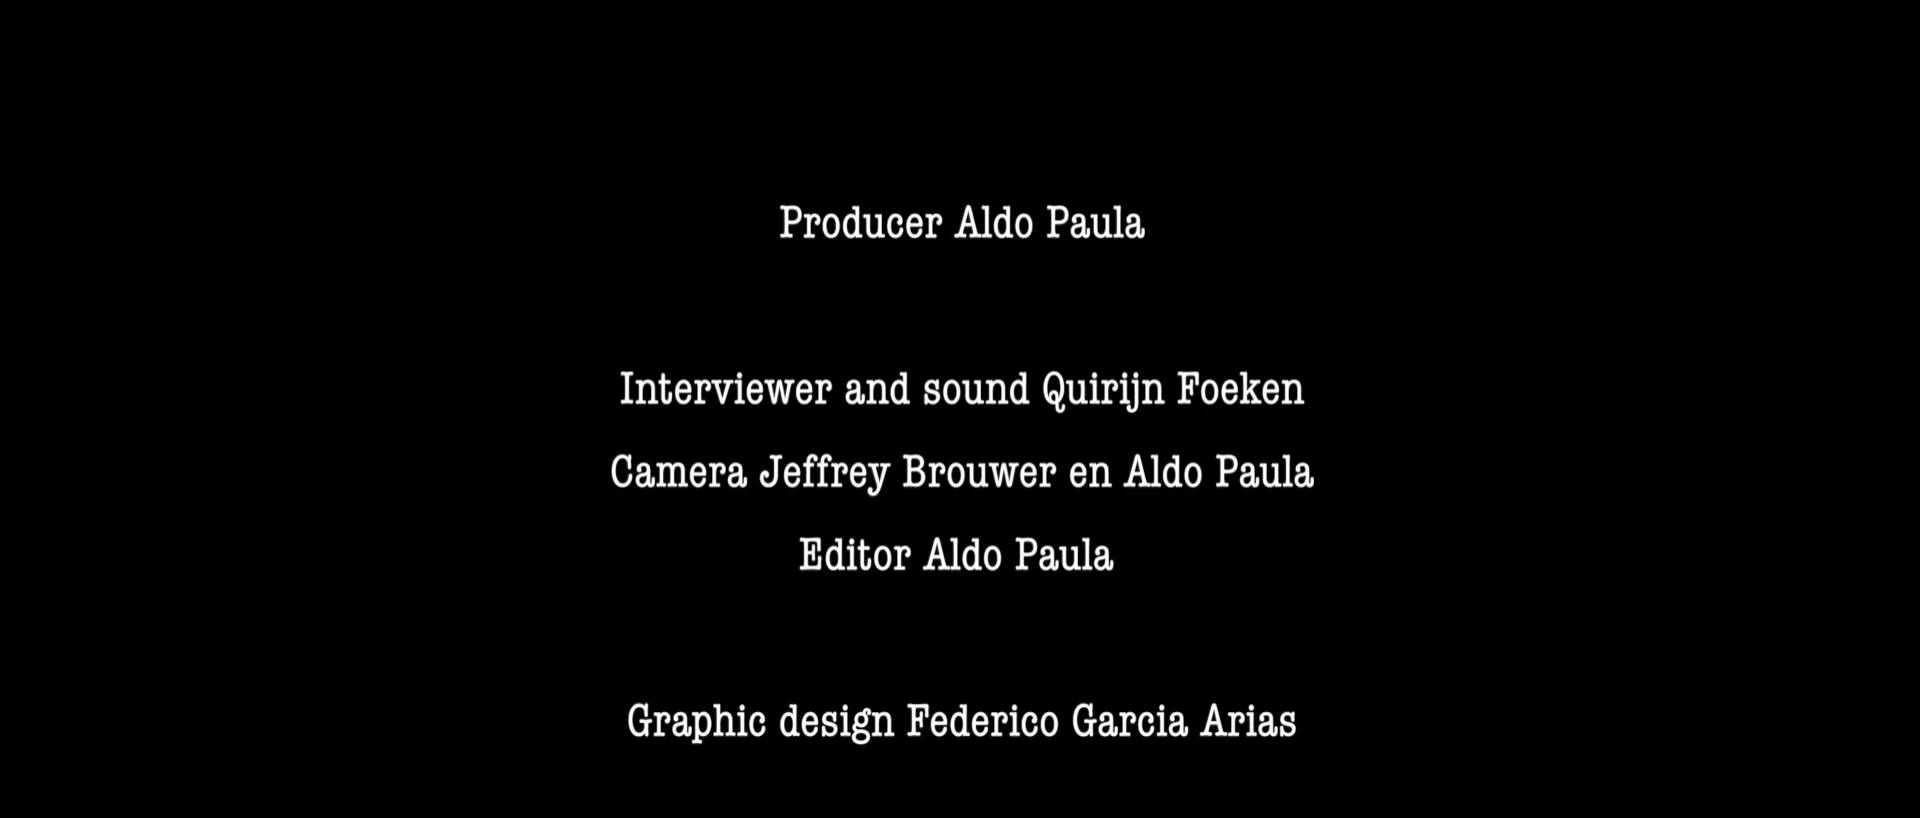 Producer Aldo Paula
Interviewer and sound Quirijn Foeken
Camera Jeffrey Brouwer en Aldo Paula
Editor Aldo Paula
Graphic design Federico Garcia Arias